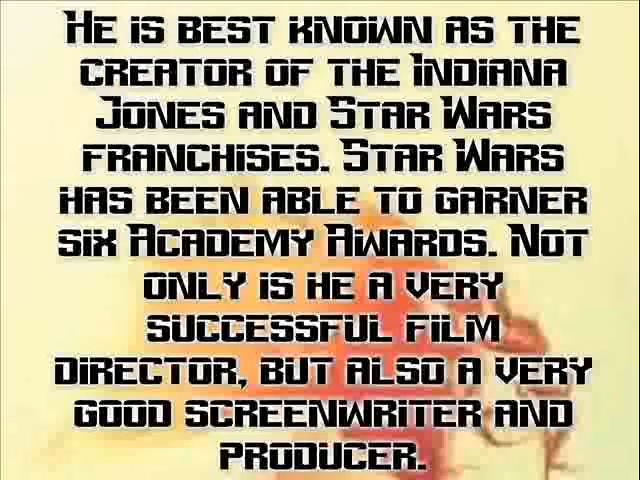 He is best known as the
creator of the Indiana
Jones and Star Wars
franchises. Star Wars
has been able to garner
six Academy Awards. Not
only is he a very
successful film
director, but also a very
good screenwriter and
producer.